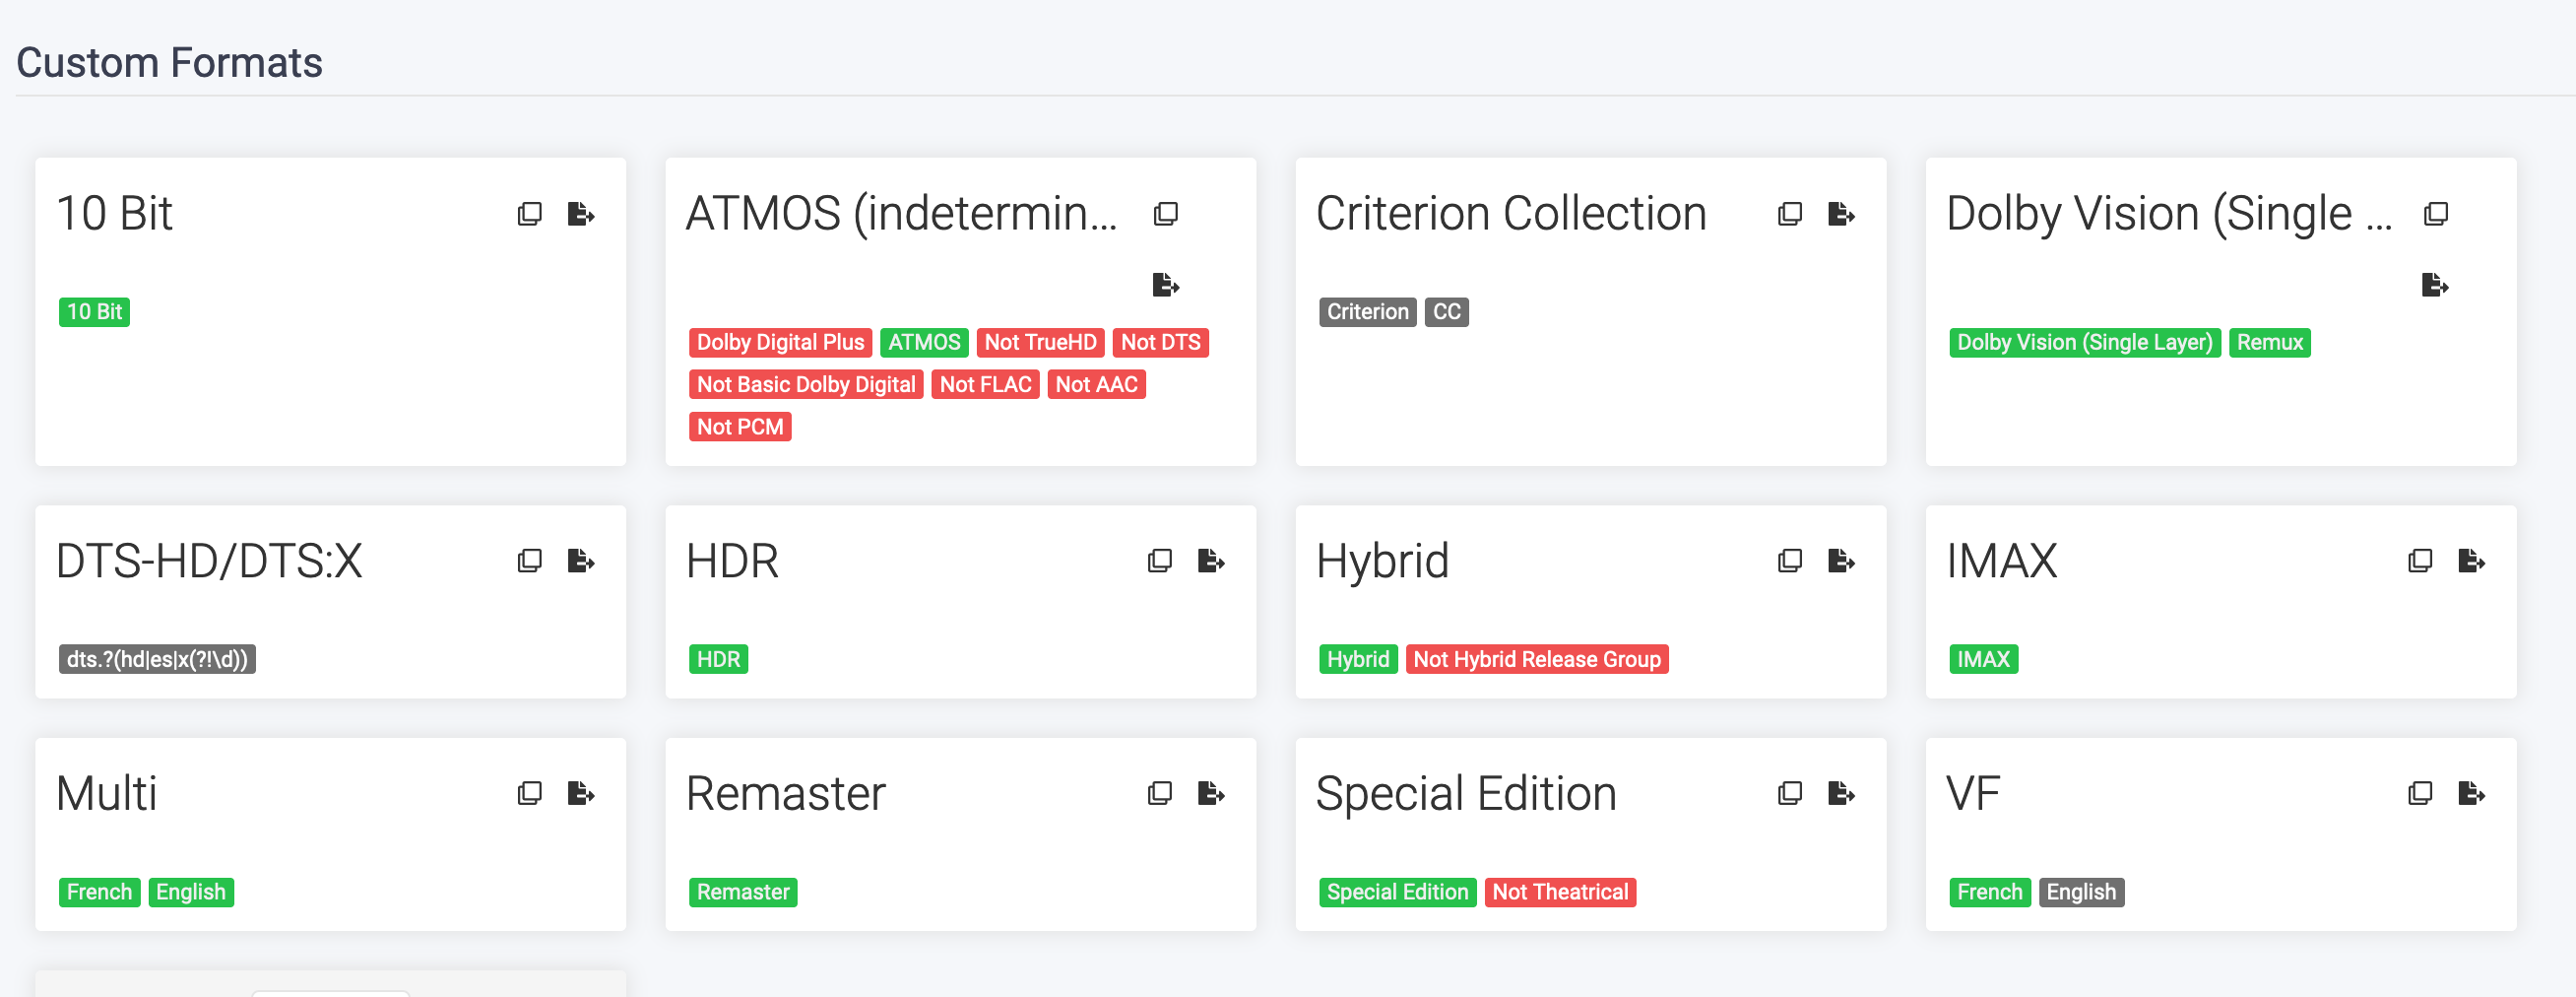 Custom Formats
10 Bit
10 Bit
ATMOS (indetermin...
Dolby Digital Plus ATMOS Not TrueHD Not DTS
Not Basic Dolby Digital Not FLAC Not AAC
Not PCM
Criterion Collection
Criterion CC
Dolby Vision (Single ...
Dolby Vision (Single Layer) Remux
DTS-HD/DTS:X
dts.?(hd|es|x(?!\d))
HDR
HDR
Hybrid
Hybrid Not Hybrid Release Group
IMAX
IMAX
Multi
French English
Remaster
Remaster
Special Edition
Special Edition Not Theatrical
VF
French English